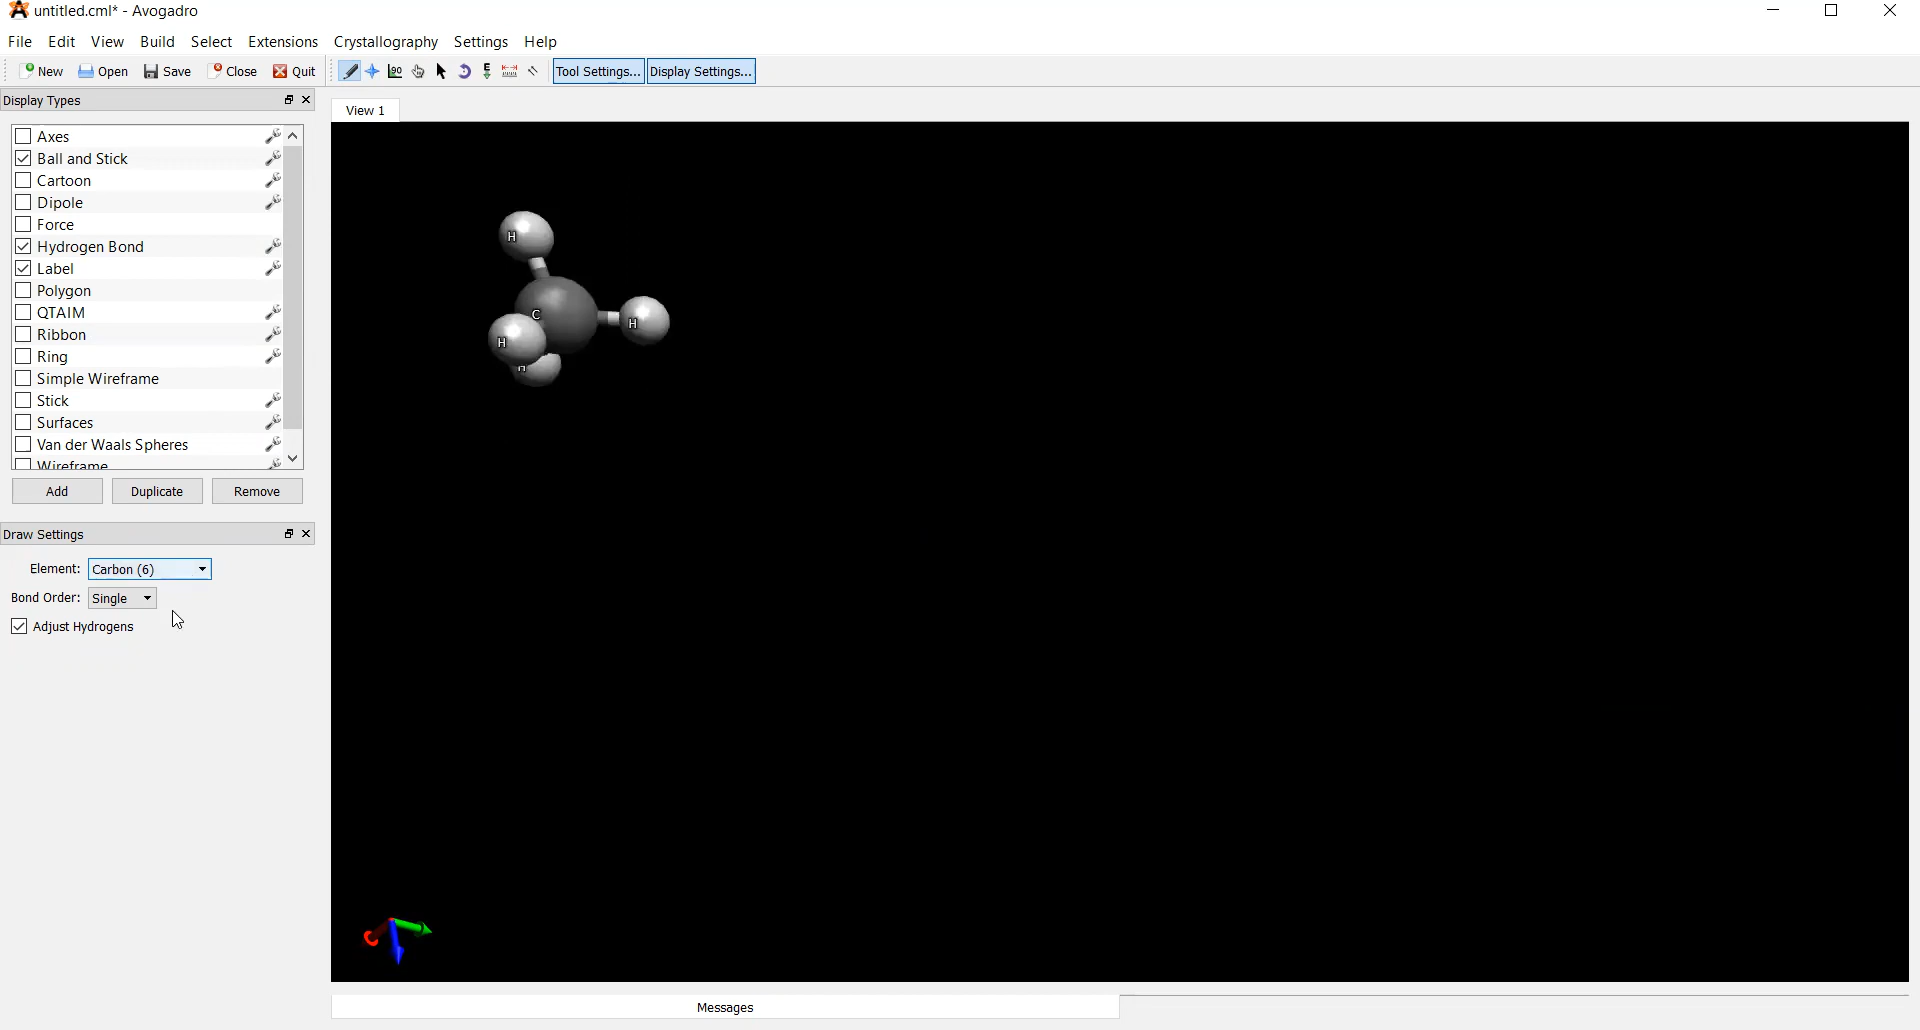 untitled.cml* - Avogadro
File Edit View Build Select Extensions Crystallography Settings Help
New Open Save Close Quit 90 E Tool Settings... Display Settings...
Display Types
View 1
Axes
Ball and Stick
Cartoon
Dipole
Force
Hydrogen Bond
Label
Polygon
QTAIM
Ribbon
Ring
Simple Wireframe
Stick
Surfaces
Van der Waals Spheres
Wireframe
Add Duplicate Remove
Draw Settings
Element: Carbon (6)
Bond Order: Single
Adjust Hydrogens
H
C
H
H
H
Messages